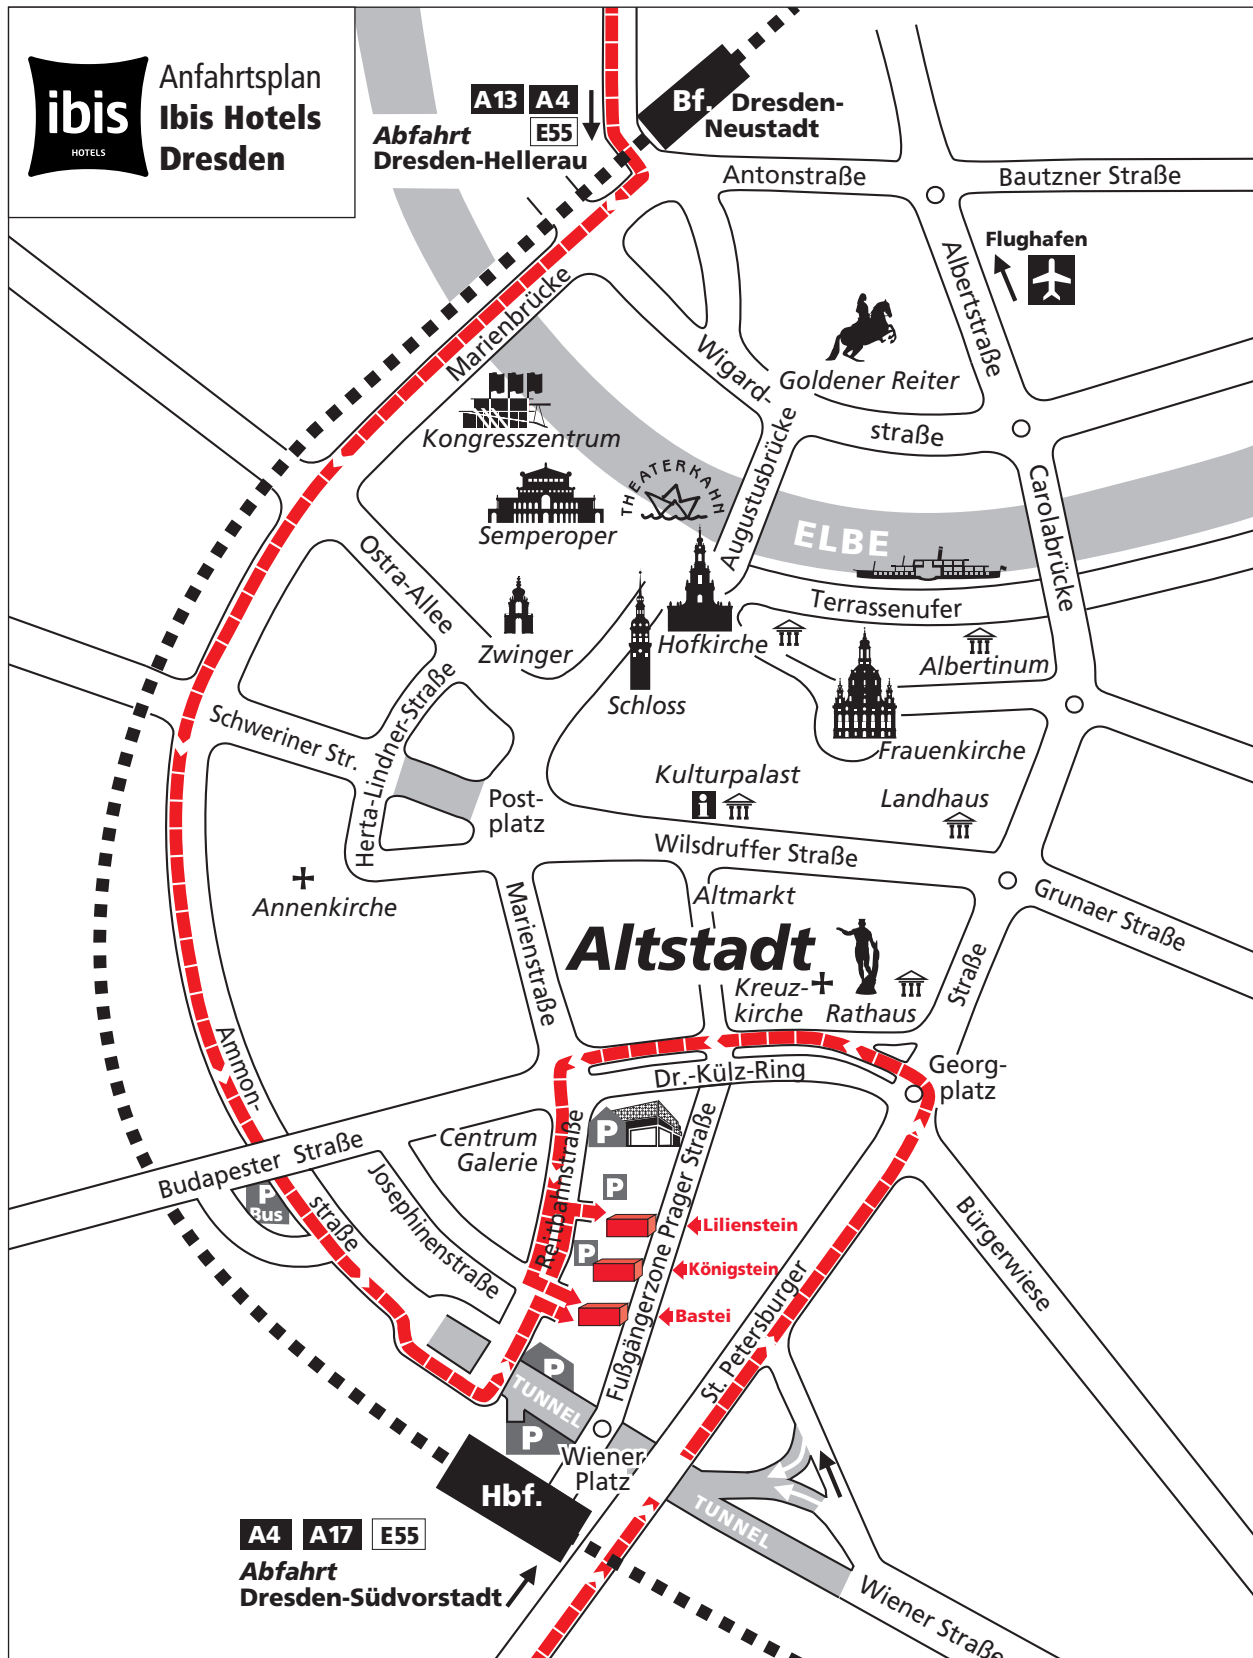 ibis
HOTELS
Anfahrtsplan
Ibis Hotels
Dresden
A13 A4
E55
Abfahrt
Dresden-Hellerau
Bf. Dresden-
Neustadt
Antonstraße
Bautzner Straße
Flughafen
Albertstraße
Marienbrücke
Wigard-
straße
Goldener Reiter
Kongresszentrum
THEATERKAHN
Augustusbrücke
Carolabrücke
Semperoper
ELBE
Ostra-Allee
Terrassenufer
Zwinger
Hofkirche
Albertinum
Schloss
Schweriner Str.
Herta-Lindner-Straße
Frauenkirche
Kulturpalast
Landhaus
Post-
platz
Wilsdruffer Straße
Annenkirche
Marienstraße
Altmarkt
Grunaer Straße
Altstadt
Kreuz-
kirche
Rathaus
Straße
Georg-
platz
Dr.-Külz-Ring
Ammon-
straße
Centrum
Galerie
P
Budapester Straße
Josephinenstraße
Reitbahnstraße
P
P
Bus
P
Lilienstein
Königstein
Bastei
Fußgängerzone Prager Straße
St. Petersburger
Bürgerwiese
P
TUNNEL
P
Wiener
Platz
Hbf.
TUNNEL
A4 A17 E55
Abfahrt
Dresden-Südvorstadt
Wiener Straße